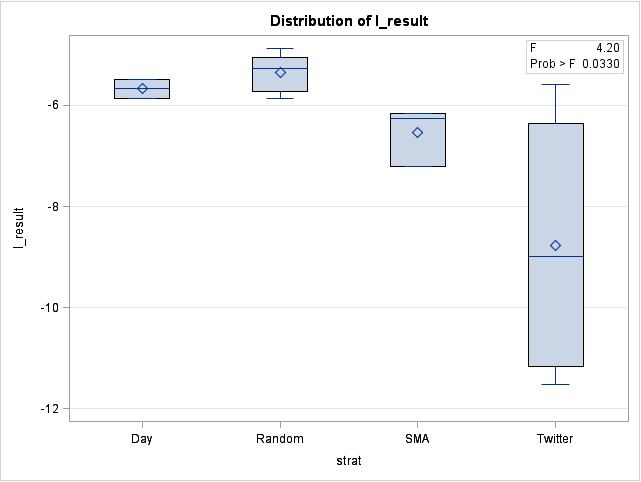 Distribution of l_result
F 4.20
Prob > F 0.0330
-6
-8
-10
-12
l_result
Day Random SMA Twitter
strat